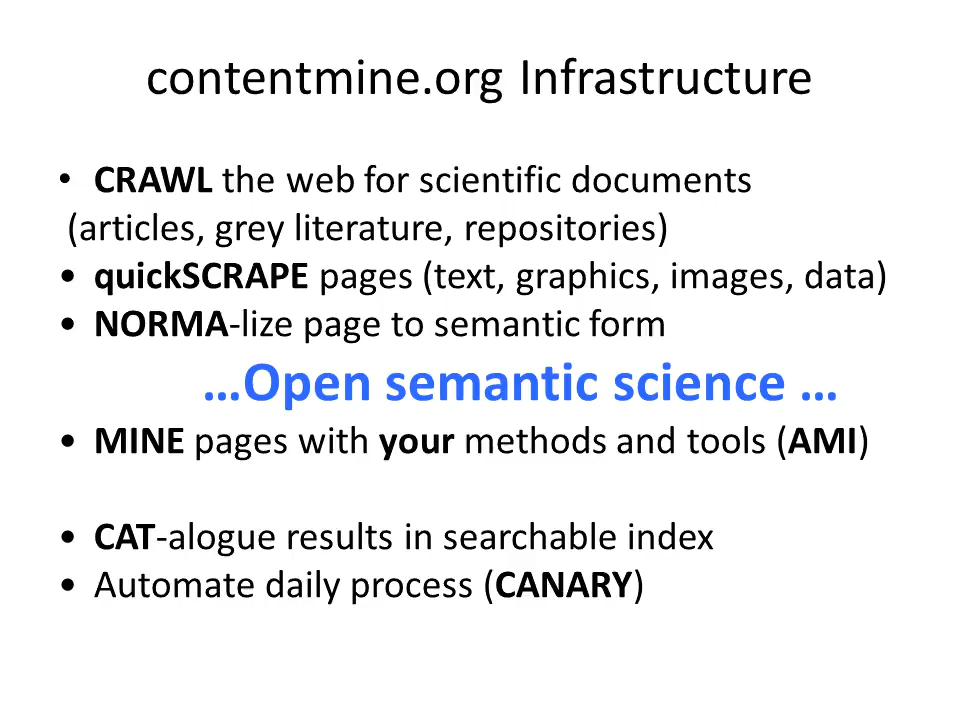 contentmine.org Infrastructure
• CRAWL the web for scientific documents
(articles, grey literature, repositories)
• quickSCRAPE pages (text, graphics, images, data)
• NORMA-lize page to semantic form
…Open semantic science …
• MINE pages with your methods and tools (AMI)
• CAT-alogue results in searchable index
• Automate daily process (CANARY)